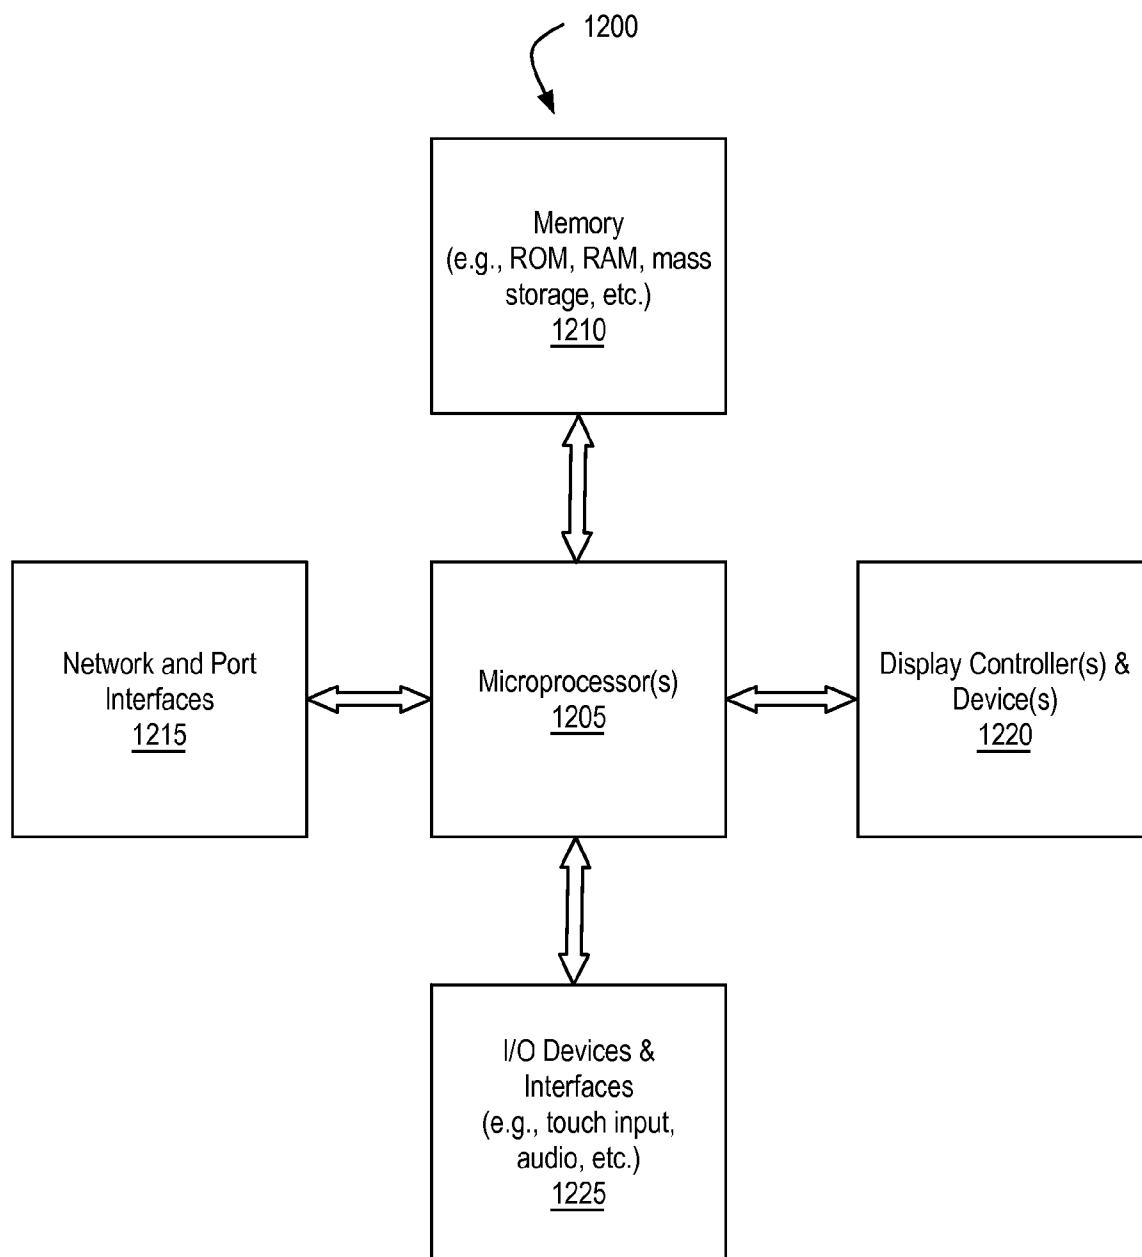 1200
Memory
(e.g., ROM, RAM, mass
storage, etc.)
1210
Network and Port
Interfaces
1215
Microprocessor(s)
1205
Display Controller(s) &
Device(s)
1220
I/O Devices &
Interfaces
(e.g., touch input,
audio, etc.)
1225